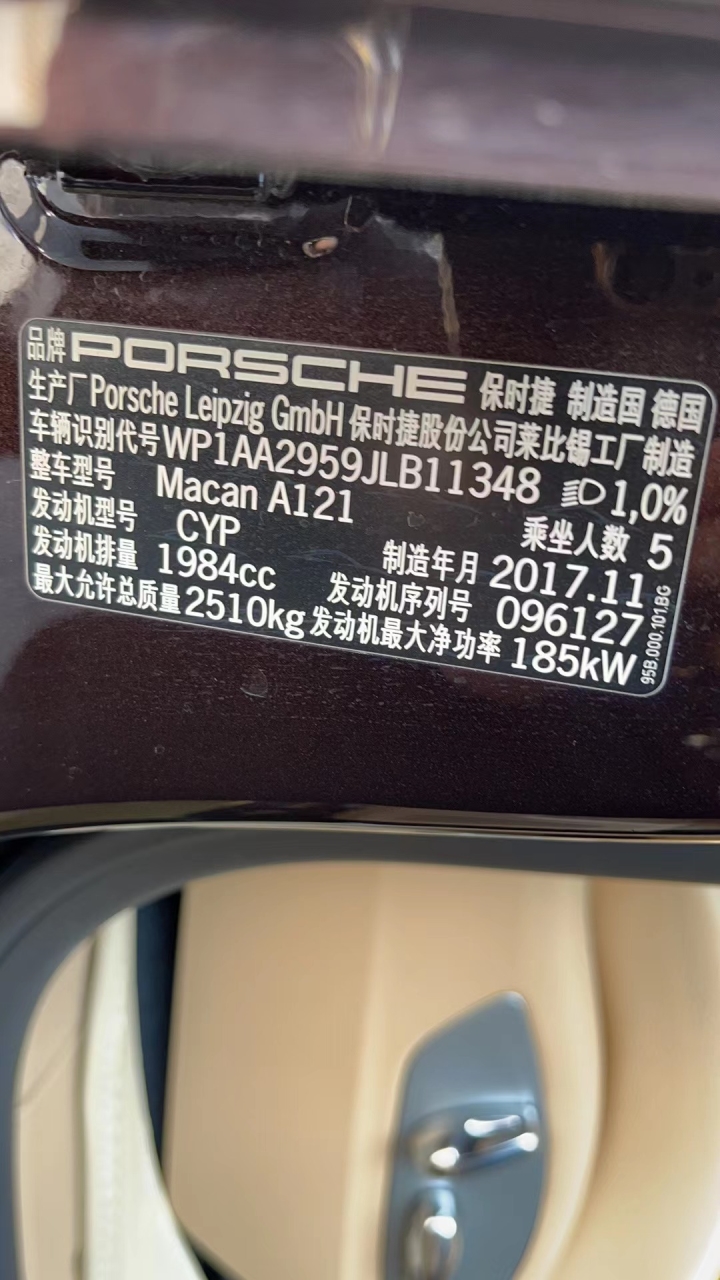 品牌 PORSCHE 保时捷 制造国 德国
生产厂 Porsche Leipzig GmbH 保时捷股份公司莱比锡工厂制造
车辆识别代号 WP1AA2959JLB11348 1,0%
整车型号 Macan A121 乘坐人数 5
发动机型号 CYP 制造年月 2017.11
发动机排量 1984cc 发动机序列号 096127
最大允许总质量 2510kg 发动机最大净功率 185kW
95B.000.101.BG